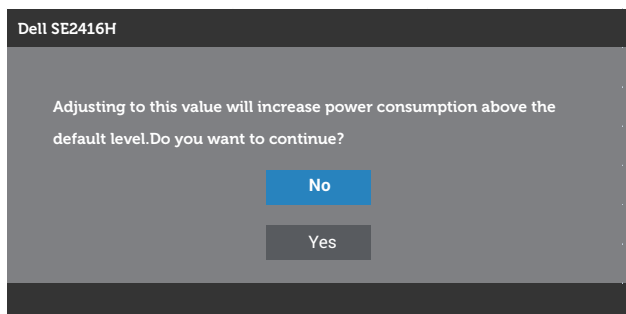 Dell SE2416H
Adjusting to this value will increase power consumption above the
default level.Do you want to continue?
No
Yes